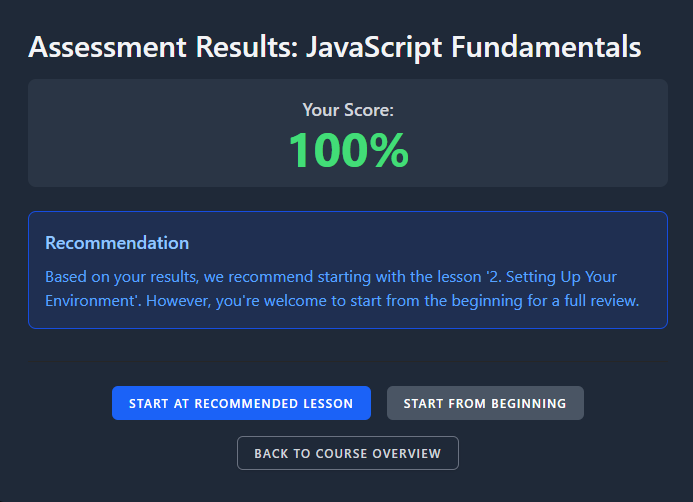 Assessment Results: JavaScript Fundamentals
Your Score:
100%
Recommendation
Based on your results, we recommend starting with the lesson '2. Setting Up Your
Environment'. However, you're welcome to start from the beginning for a full review.
START AT RECOMMENDED LESSON
START FROM BEGINNING
BACK TO COURSE OVERVIEW